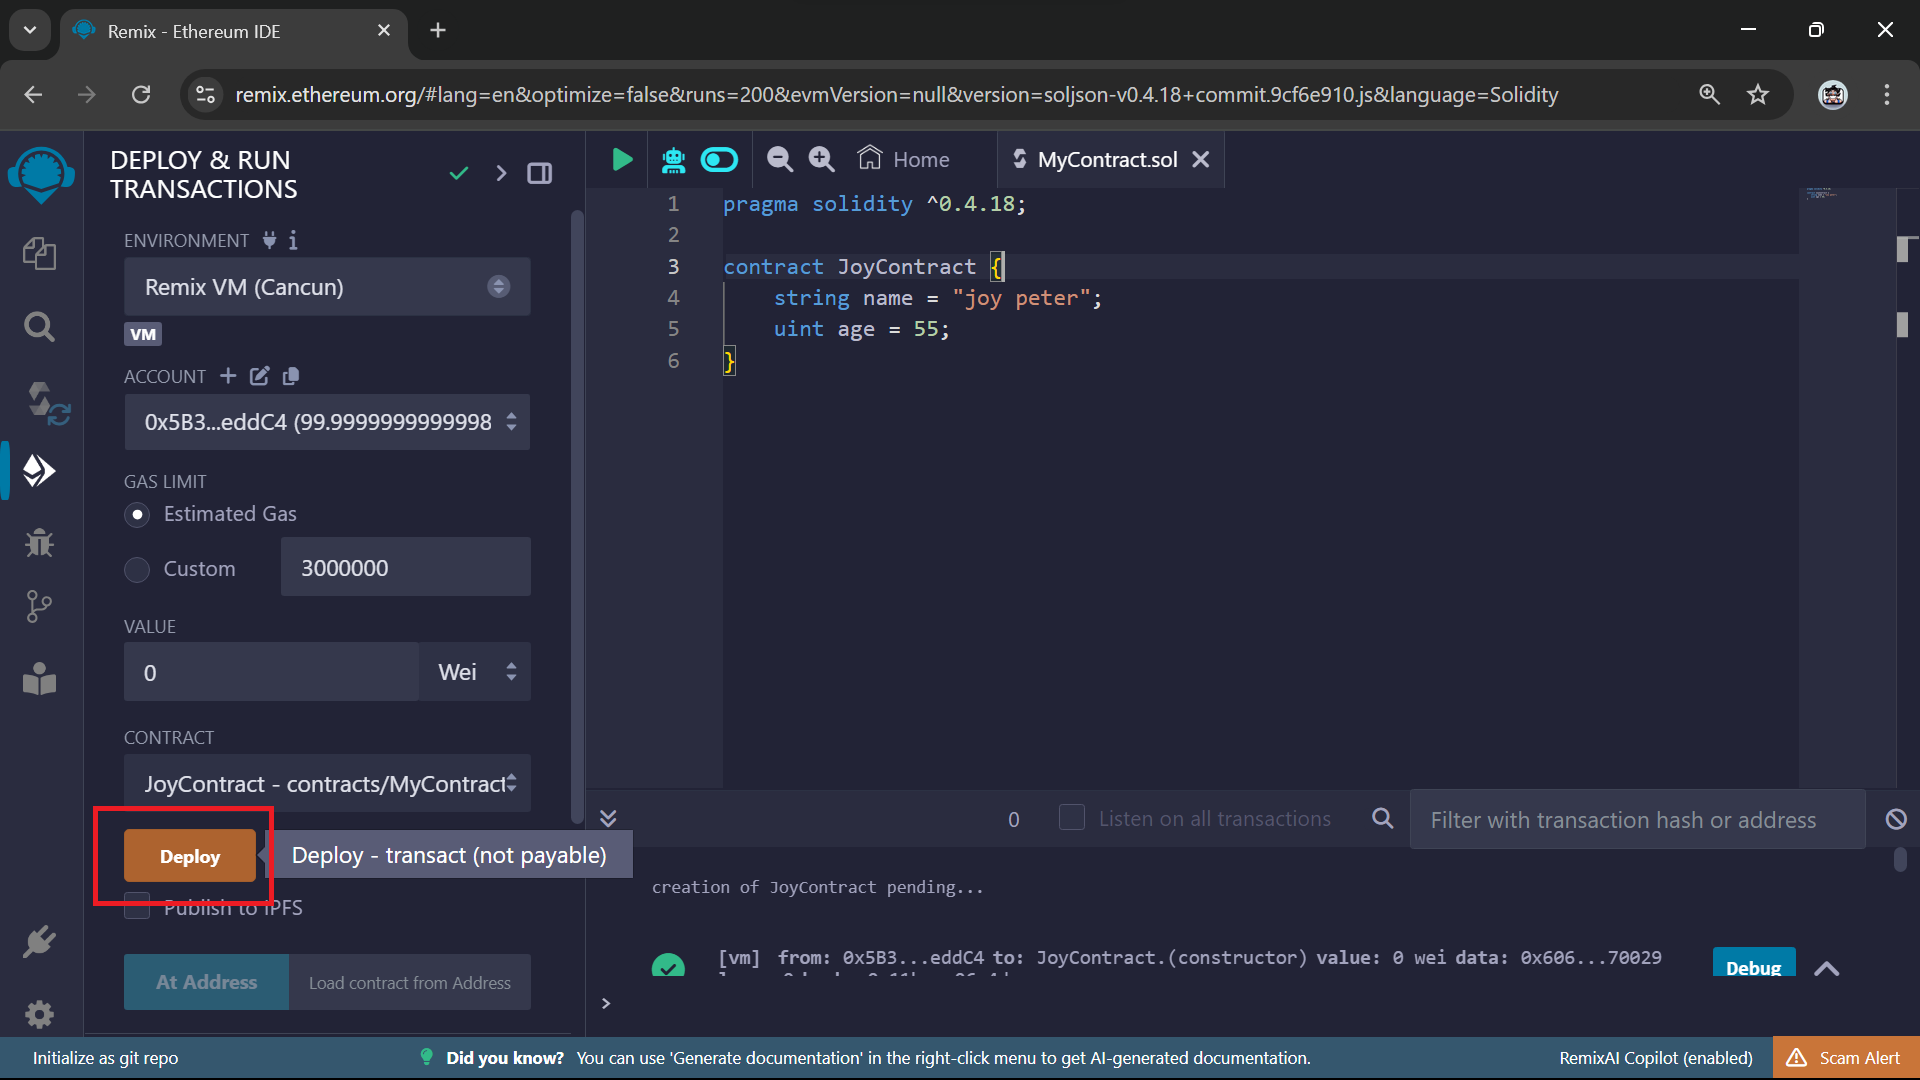 Remix - Ethereum IDE
remix.ethereum.org/#lang=en&optimize=false&runs=200&evmVersion=null&version=soljson-v0.4.18+commit.9cf6e910.js&language=Solidity
DEPLOY & RUN
TRANSACTIONS
ENVIRONMENT
Remix VM (Cancun)
VM
ACCOUNT
0x5B3...eddC4 (99.9999999999998
GAS LIMIT
Estimated Gas
Custom
3000000
VALUE
0
Wei
CONTRACT
JoyContract - contracts/MyContract
Deploy
Deploy - transact (not payable)
Publish to IPFS
At Address
Load contract from Address
Home
MyContract.sol
1 pragma solidity ^0.4.18;
2
3 contract JoyContract {
4 string name = "joy peter";
5 uint age = 55;
6 }
0
Listen on all transactions
Filter with transaction hash or address
creation of JoyContract pending...
[vm] from: 0x5B3...eddC4 to: JoyContract.(constructor) value: 0 wei data: 0x606...70029
Debug
>
Initialize as git repo
Did you know? You can use 'Generate documentation' in the right-click menu to get AI-generated documentation.
RemixAI Copilot (enabled)
Scam Alert